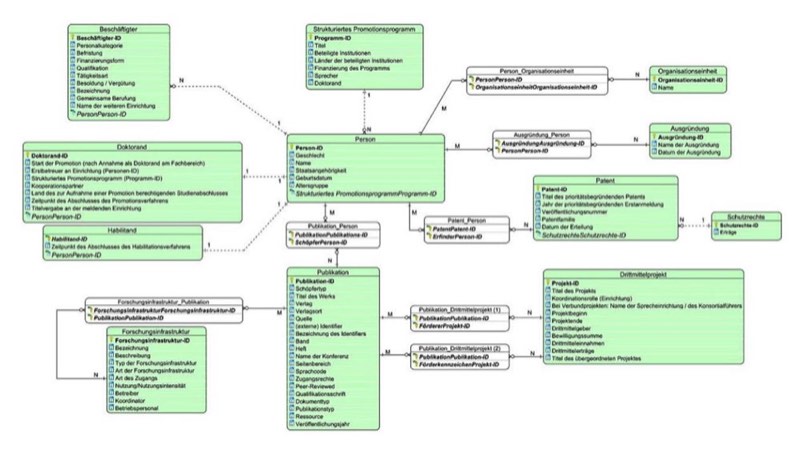 Beschäftigter
Beschäftigter-ID
Personalkategorie
Befristung
Finanzierungsform
Qualifikation
Tätigkeitsart
Besoldung / Vergütung
Bezeichnung
Gemeinsame Berufung
Name der weiteren Einrichtung
PersonPerson-ID
Strukturiertes Promotionsprogramm
Programm-ID
Titel
Beteiligte Institutionen
Länder der beteiligten Institutionen
Finanzierung des Programms
Sprecher
Doktorand
Person_Organisationseinheit
PersonPerson-ID
OrganisationseinheitOrganisationseinheit-ID
Organisationseinheit
Organisationseinheit-ID
Name
Ausgründung_Person
AusgründungAusgründung-ID
PersonPerson-ID
Ausgründung
Ausgründung-ID
Name der Ausgründung
Datum der Ausgründung
Doktorand
Doktorand-ID
Start der Promotion (nach Annahme als Doktorand am Fachbereich)
Erstbetreuer an Einrichtung (Personen-ID)
Strukturiertes Promotionsprogramm (Programm-ID)
Kooperationspartner
Land des zur Aufnahme einer Promotion berechtigenden Studienabschlusses
Zeitpunkt des Abschlusses des Promotionsverfahrens
Titelvergabe an der meldenden Einrichtung
PersonPerson-ID
Person
Person-ID
Geschlecht
Name
Staatsangehörigkeit
Geburtsdatum
Altersgruppe
Strukturiertes PromotionsprogrammProgramm-ID
Patent
Patent-ID
Titel des prioritätsbegründenden Patents
Jahr der prioritätsbegründenden Erstanmeldung
Veröffentlichungsnummer
Patentfamilie
Datum der Erteilung
SchutzrechteSchutzrechte-ID
Schutzrechte
Schutzrechte-ID
Erträge
Habilitand
Habilitand-ID
Zeitpunkt des Abschlusses des Habilitationsverfahrens
PersonPerson-ID
Publikation_Person
PublikationPublikations-ID
SchöpferPerson-ID
Patent_Person
PatentPatent-ID
ErfinderPerson-ID
Forschungsinfrastruktur_Publikation
ForschungsinfrastrukturForschungsinfrastruktur-ID
PublikationPublikation-ID
Forschungsinfrastruktur
Forschungsinfrastruktur-ID
Bezeichnung
Beschreibung
Typ der Forschungsinfrastruktur
Art der Forschungsinfrastruktur
Art des Zugangs
Nutzung/Nutzungsintensität
Betreiber
Koordinator
Betriebspersonal
Publikation
Publikation-ID
Schöpfertyp
Titel des Werks
Verlag
Verlagsort
Quelle
(externe) Identifier
Bezeichnung des Identifiers
Band
Heft
Name der Konferenz
Seitenbereich
Sprachcode
Zugangsrechte
Peer-Reviewed
Qualifikationsschrift
Dokumenttyp
Publikationstyp
Ressource
Veröffentlichungsjahr
Publikation_Drittmittelprojekt (1)
PublikationPublikation-ID
FördererProjekt-ID
Publikation_Drittmittelprojekt (2)
PublikationPublikation-ID
FörderkennzeichenProjekt-ID
Drittmittelprojekt
Projekt-ID
Titel des Projekts
Koordinationsrolle (Einrichtung)
Bei Verbundprojekten: Name der Sprecheinrichtung / des Konsortialführers
Projektbeginn
Projektende
Drittmittelgeber
Bewilligungssumme
Drittmitteleinnahmen
Drittmittelerträge
Titel des übergeordneten Projektes